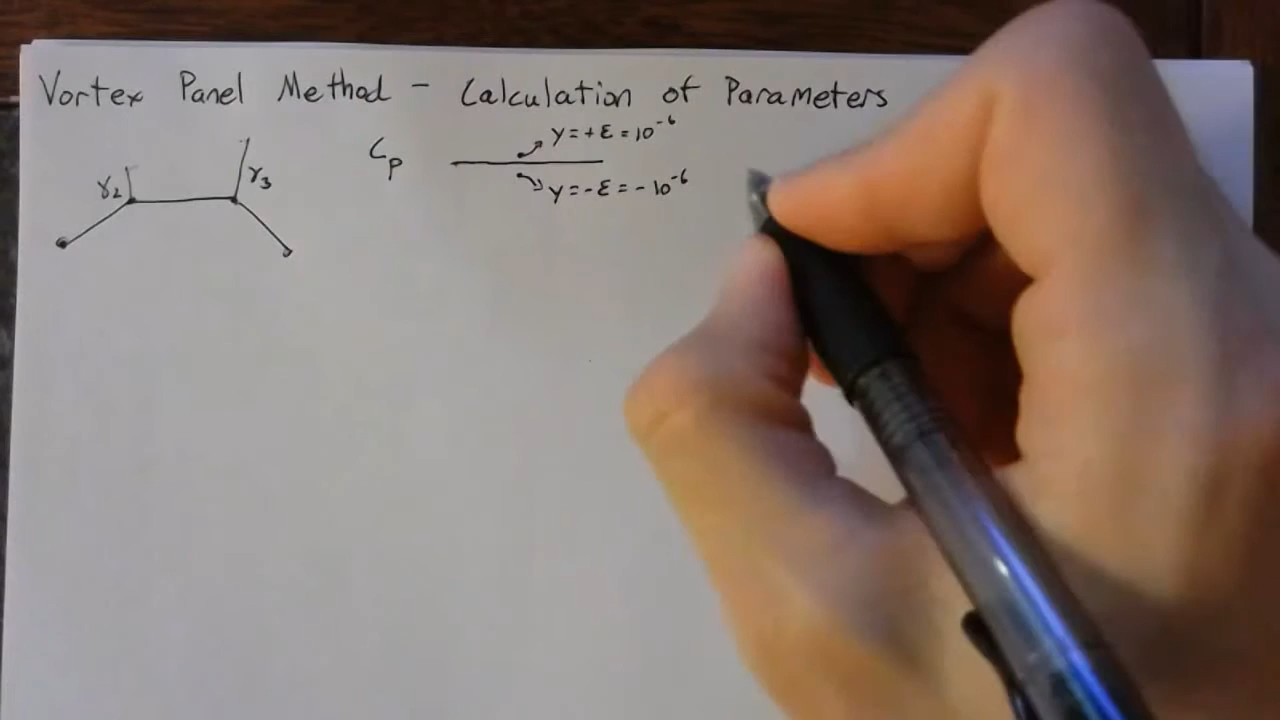 Vortex Panel Method - Calculation of Parameters
γ₂ γ₃
Cₚ
y = +ε = 10⁻⁶
y = -ε = -10⁻⁶